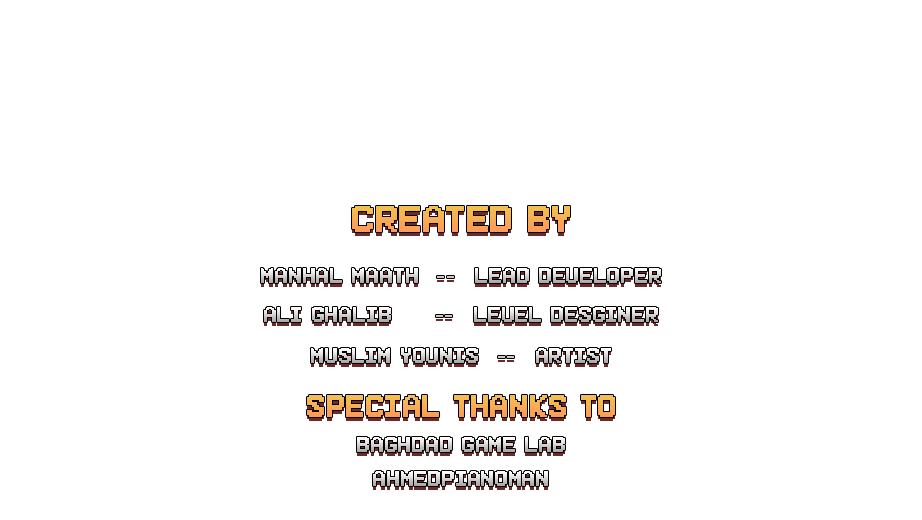 CREATED BY
MANHAL MAATH -- LEAD DEVELOPER
ALI GHALIB -- LEVEL DESGINER
MUSLIM YOUNIS -- ARTIST
SPECIAL THANKS TO
BAGHDAD GAME LAB
AHMEDPIANOMAN